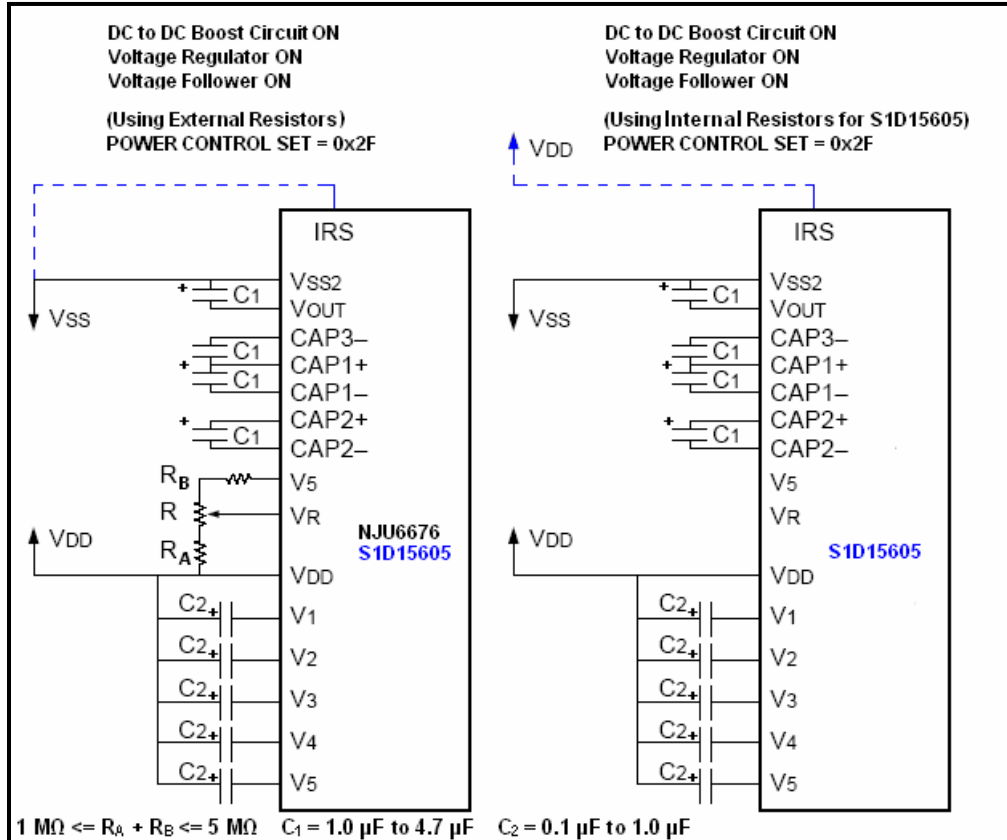 DC to DC Boost Circuit ON
Voltage Regulator ON
Voltage Follower ON
(Using External Resistors)
POWER CONTROL SET = 0x2F
IRS
VSS2
+ C1
VOUT
VSS
CAP3–
C1
+ CAP1+
C1
CAP1–
+ CAP2+
C1
CAP2–
RB
V5
R
VR
NJU6676
S1D15605
VDD
RA
VDD
C2+
V1
C2+
V2
C2+
V3
C2+
V4
C2+
V5
DC to DC Boost Circuit ON
Voltage Regulator ON
Voltage Follower ON
(Using Internal Resistors for S1D15605)
VDD POWER CONTROL SET = 0x2F
IRS
VSS2
+ C1
VOUT
VSS
CAP3–
C1
+ CAP1+
C1
CAP1–
+ CAP2+
C1
CAP2–
V5
VR
S1D15605
VDD
VDD
C2+
V1
C2+
V2
C2+
V3
C2+
V4
C2+
V5
1 MΩ <= RA + RB <= 5 MΩ C1 = 1.0 µF to 4.7 µF C2 = 0.1 µF to 1.0 µF